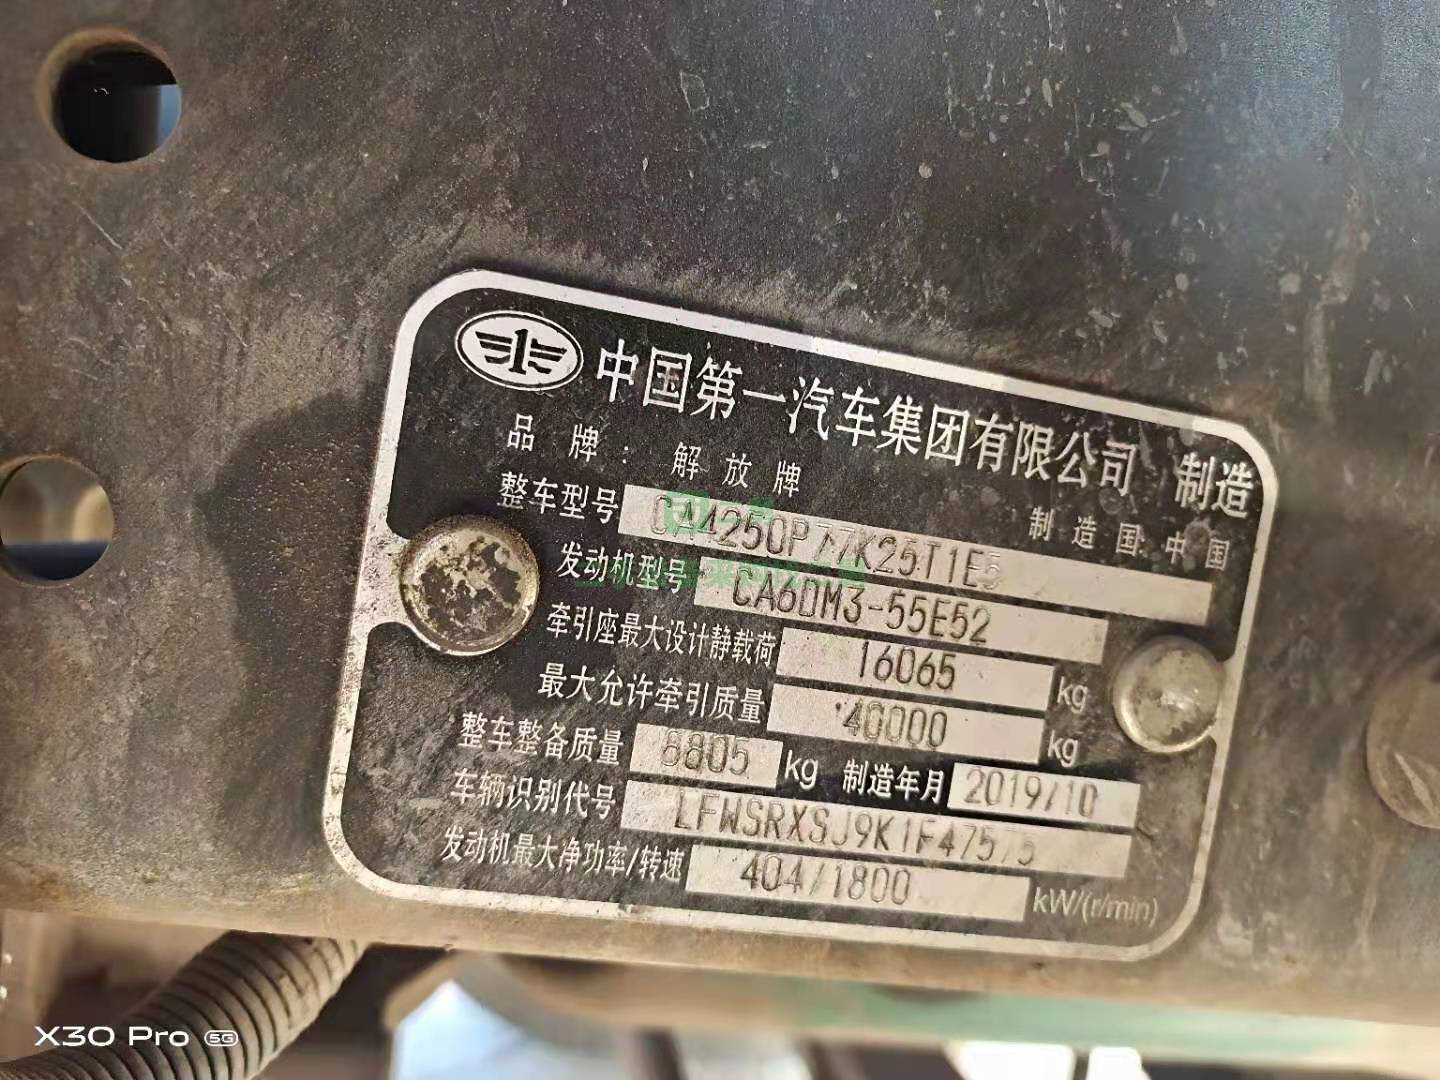 中国第一汽车集团有限公司 制造
品牌：解放牌
制造国：中国
整车型号 CA4250P77K25T1E5
发动机型号 CA6DM3-55E52
牵引座最大设计静载荷 16065 kg
最大允许牵引质量 40000 kg
整车整备质量 8805 kg 制造年月 2019/10
车辆识别代号 LFWSRXSJ9K1F47575
发动机最大净功率/转速 404/1800 kW/(r/min)
X30 Pro 5G